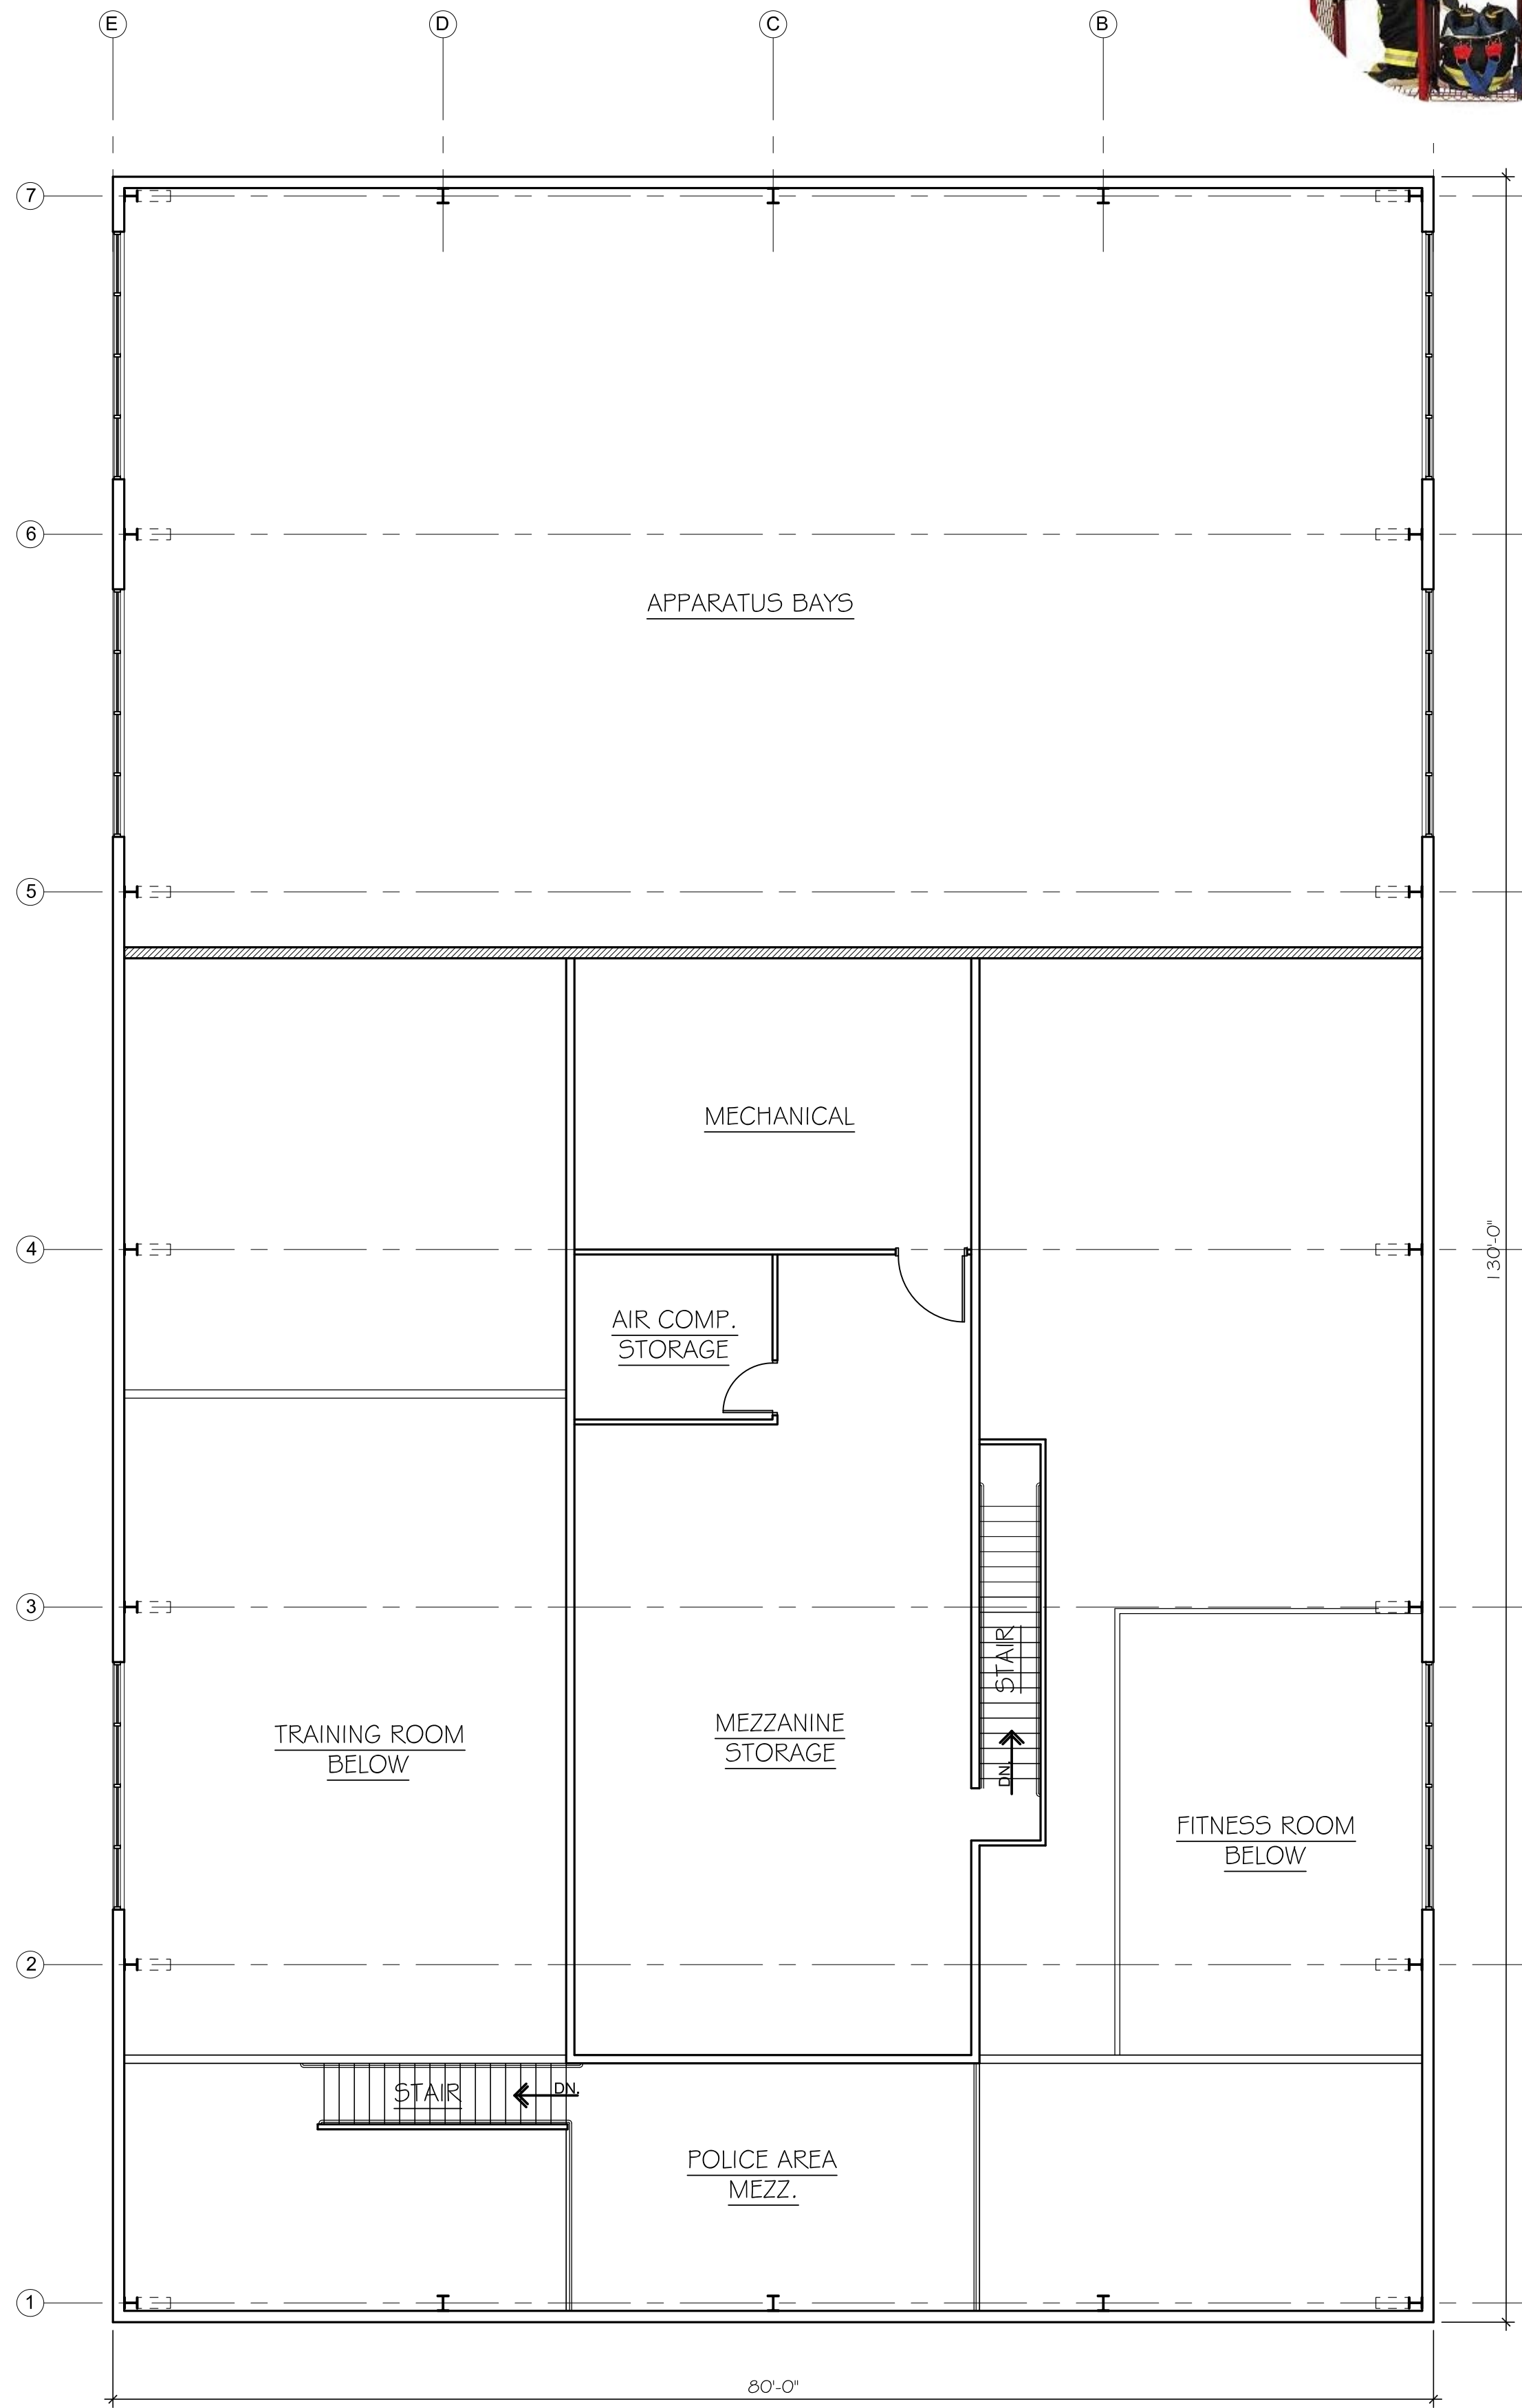 E
D
C
B
7
6
APPARATUS BAYS
5
MECHANICAL
4
130'-0"
AIR COMP.
STORAGE
3
STAIR
DN.
TRAINING ROOM
BELOW
MEZZANINE
STORAGE
FITNESS ROOM
BELOW
2
STAIR
DN.
POLICE AREA
MEZZ.
1
80'-0"